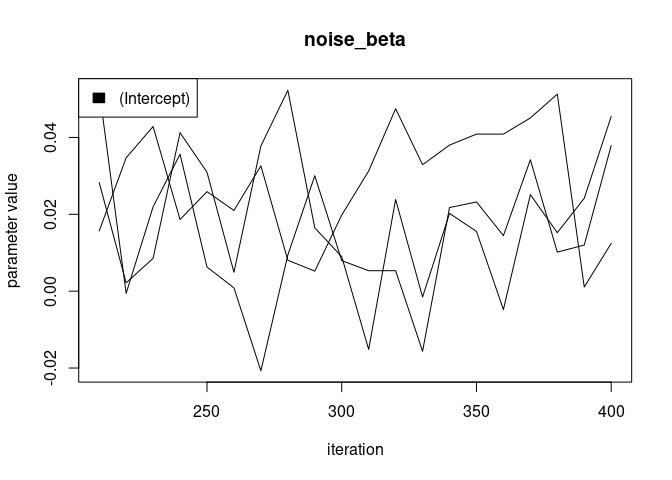 noise_beta
(Intercept)
parameter value
0.04
0.02
0.00
-0.02
250 300 350 400
iteration